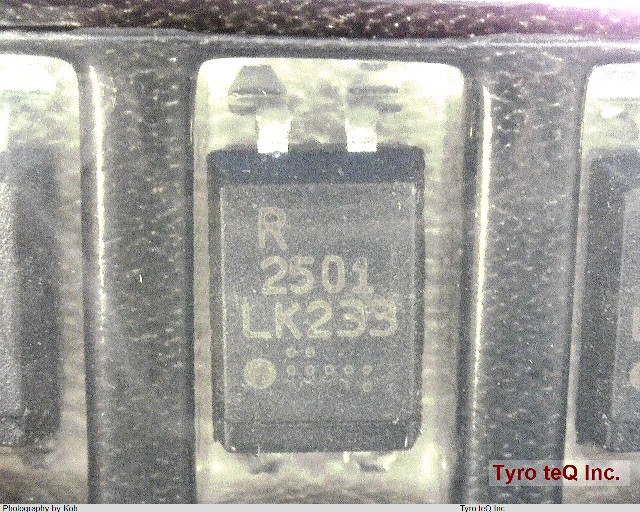 R
2501
LK233
Tyro teQ Inc.
Photography by Koh
Tyro teQ Inc